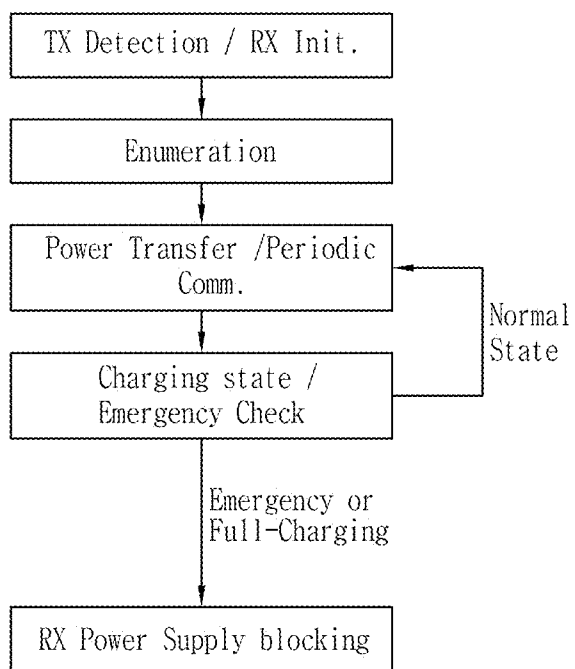 TX Detection / RX Init.
Enumeration
Power Transfer /Periodic
Comm.
Normal
State
Charging state /
Emergency Check
Emergency or
Full-Charging
RX Power Supply blocking